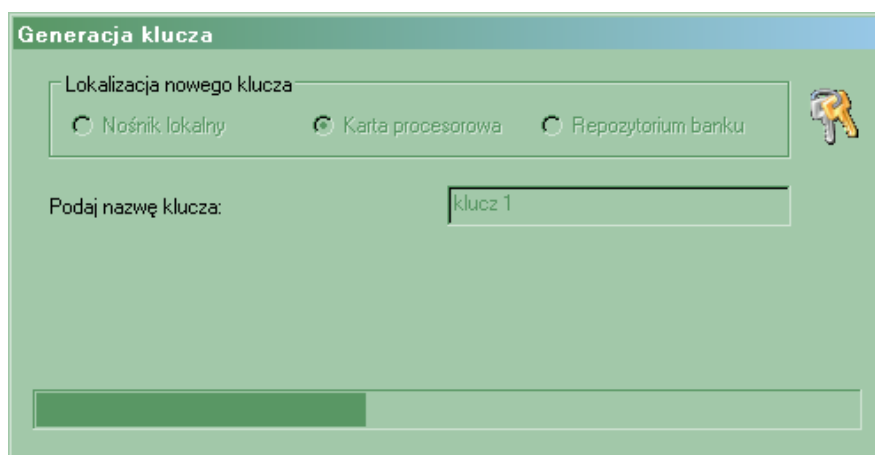 Generacja klucza
Lokalizacja nowego klucza
Nośnik lokalny Karta procesorowa Repozytorium banku
Podaj nazwę klucza: klucz 1